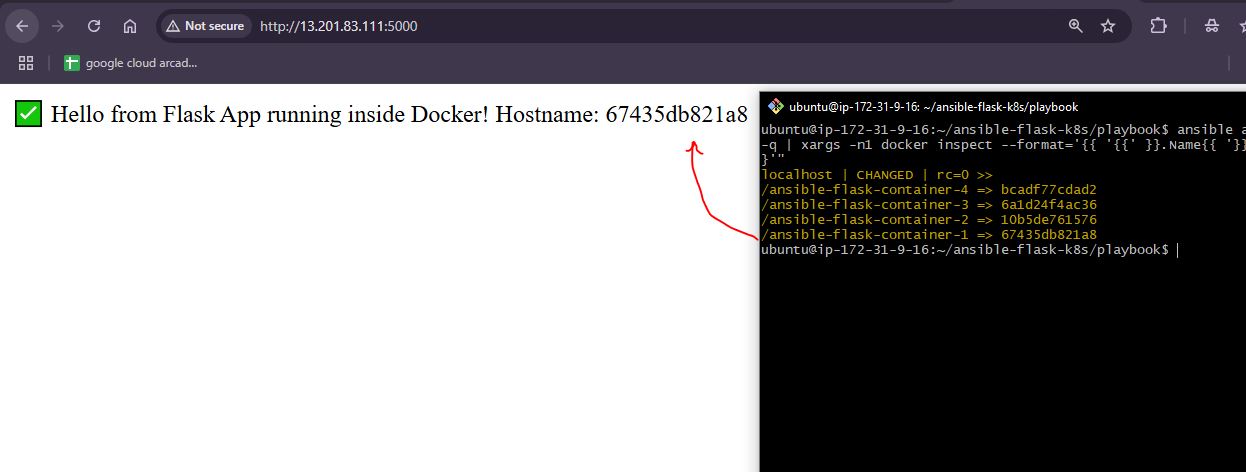 Not secure http://13.201.83.111:5000
google cloud arcad...
Hello from Flask App running inside Docker! Hostname: 67435db821a8
ubuntu@ip-172-31-9-16: ~/ansible-flask-k8s/playbook
ubuntu@ip-172-31-9-16:~/ansible-flask-k8s/playbook$ ansible a
-q | xargs -n1 docker inspect --format='{{ '{{' }}.Name{{ '}}
}'"
localhost | CHANGED | rc=0 >>
/ansible-flask-container-4 => bcadf77cdad2
/ansible-flask-container-3 => 6a1d24f4ac36
/ansible-flask-container-2 => 10b5de761576
/ansible-flask-container-1 => 67435db821a8
ubuntu@ip-172-31-9-16:~/ansible-flask-k8s/playbook$